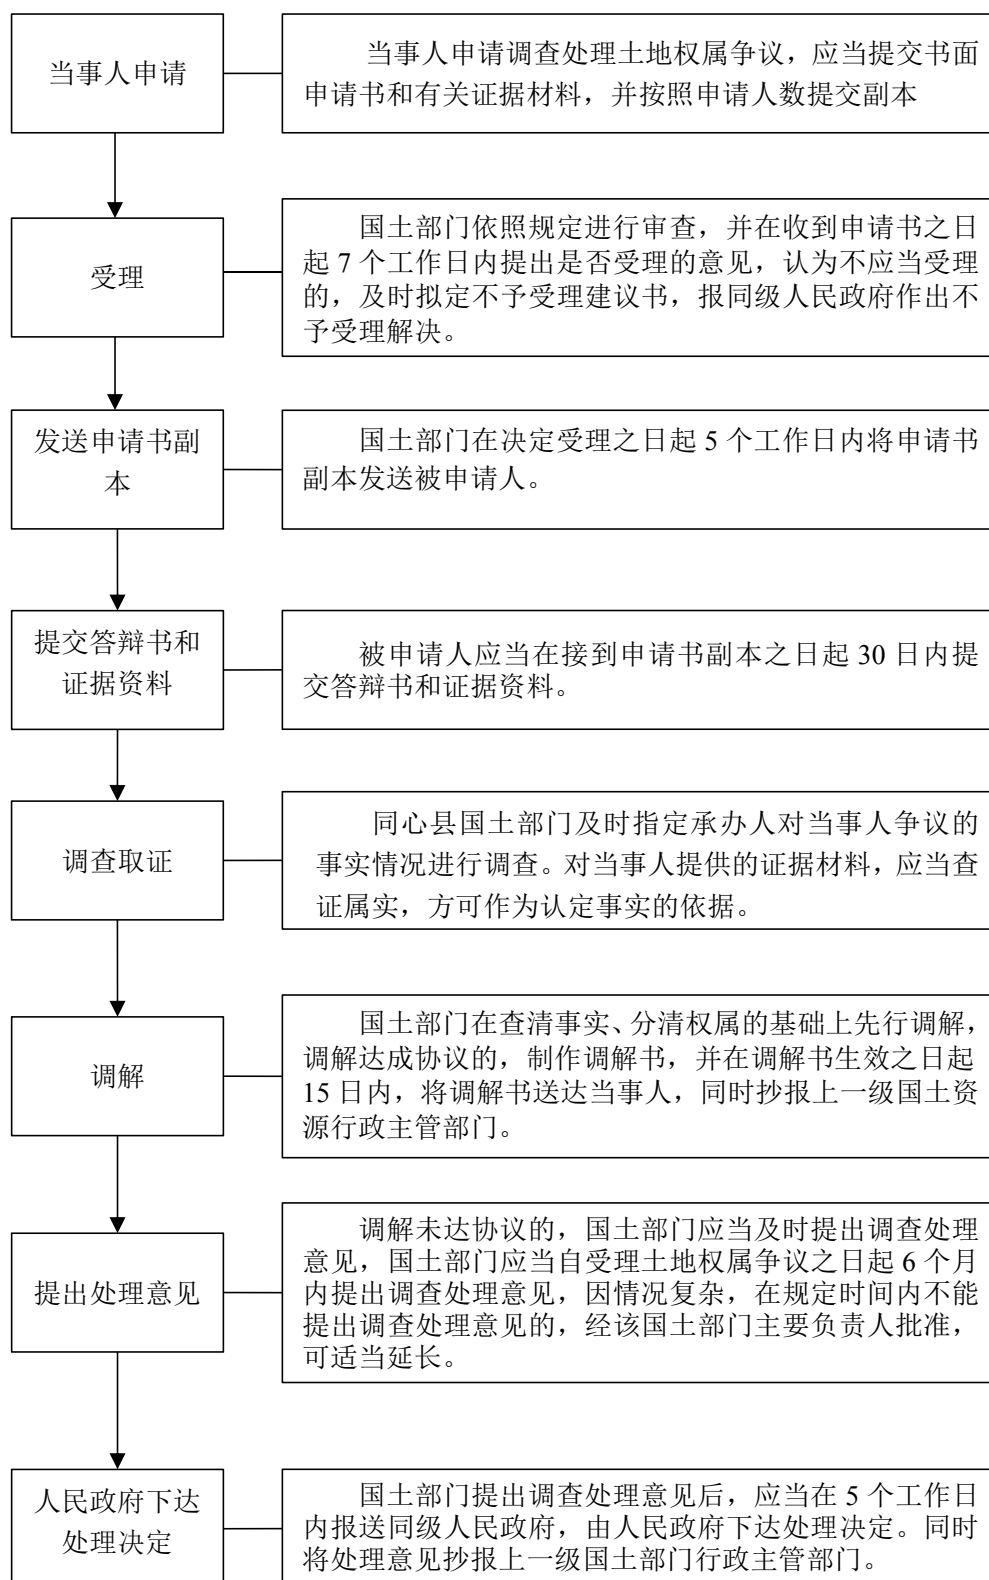 当事人申请
当事人申请调查处理土地权属争议，应当提交书面
申请书和有关证据材料，并按照申请人数提交副本
受理
国土部门依照规定进行审查，并在收到申请书之日
起 7 个工作日内提出是否受理的意见，认为不应当受理
的，及时拟定不予受理建议书，报同级人民政府作出不
予受理解决。
发送申请书副
本
国土部门在决定受理之日起 5 个工作日内将申请书
副本发送被申请人。
提交答辩书和
证据资料
被申请人应当在接到申请书副本之日起 30 日内提
交答辩书和证据资料。
调查取证
同心县国土部门及时指定承办人对当事人争议的
事实情况进行调查。对当事人提供的证据材料，应当查
证属实，方可作为认定事实的依据。
调解
国土部门在查清事实、分清权属的基础上先行调解，
调解达成协议的，制作调解书，并在调解书生效之日起
15 日内，将调解书送达当事人，同时抄报上一级国土资
源行政主管部门。
提出处理意见
调解未达协议的，国土部门应当及时提出调查处理
意见，国土部门应当自受理土地权属争议之日起 6 个月
内提出调查处理意见，因情况复杂，在规定时间内不能
提出调查处理意见的，经该国土部门主要负责人批准，
可适当延长。
人民政府下达
处理决定
国土部门提出调查处理意见后，应当在 5 个工作日
内报送同级人民政府，由人民政府下达处理决定。同时
将处理意见抄报上一级国土部门行政主管部门。